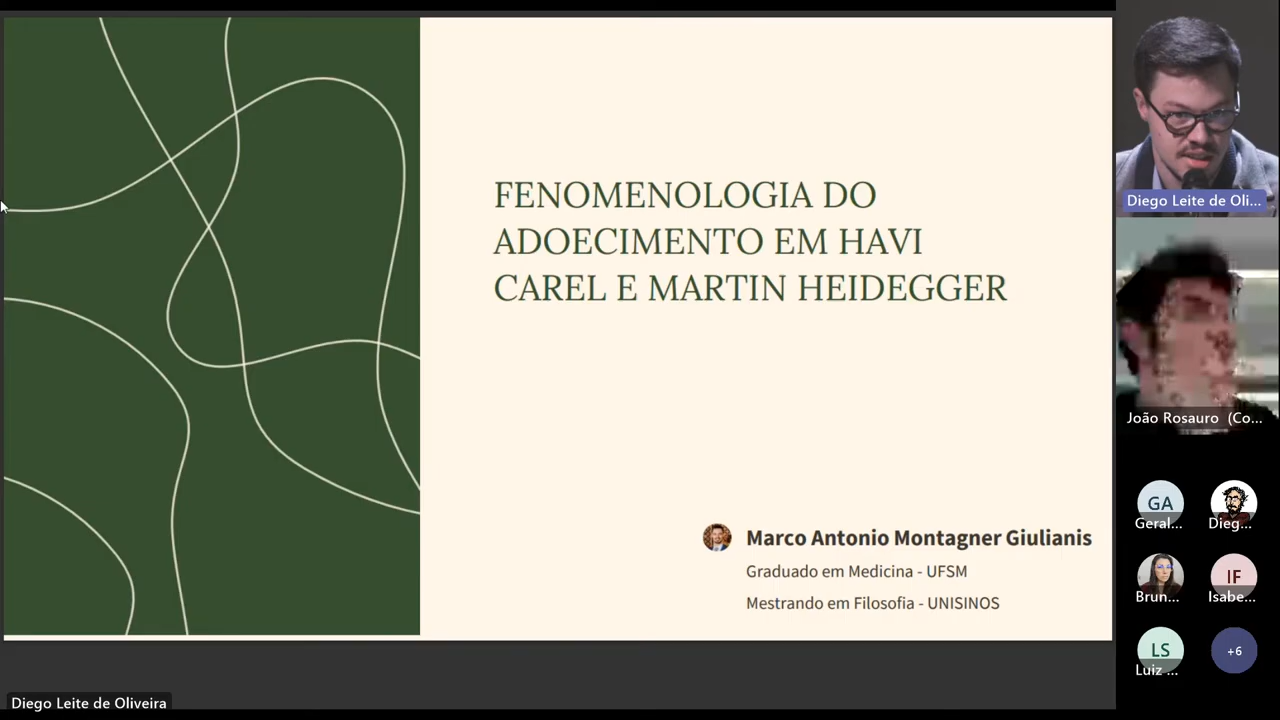 FENOMENOLOGIA DO
ADOECIMENTO EM HAVI
CAREL E MARTIN HEIDEGGER
Marco Antonio Montagner Giulianis
Graduado em Medicina - UFSM
Mestrando em Filosofia - UNISINOS
Diego Leite de Oli...
João Rosauro (Co...
GA
Geral...
Dieg...
Brun...
IF
Isabe...
LS
Luiz ...
+6
Diego Leite de Oliveira